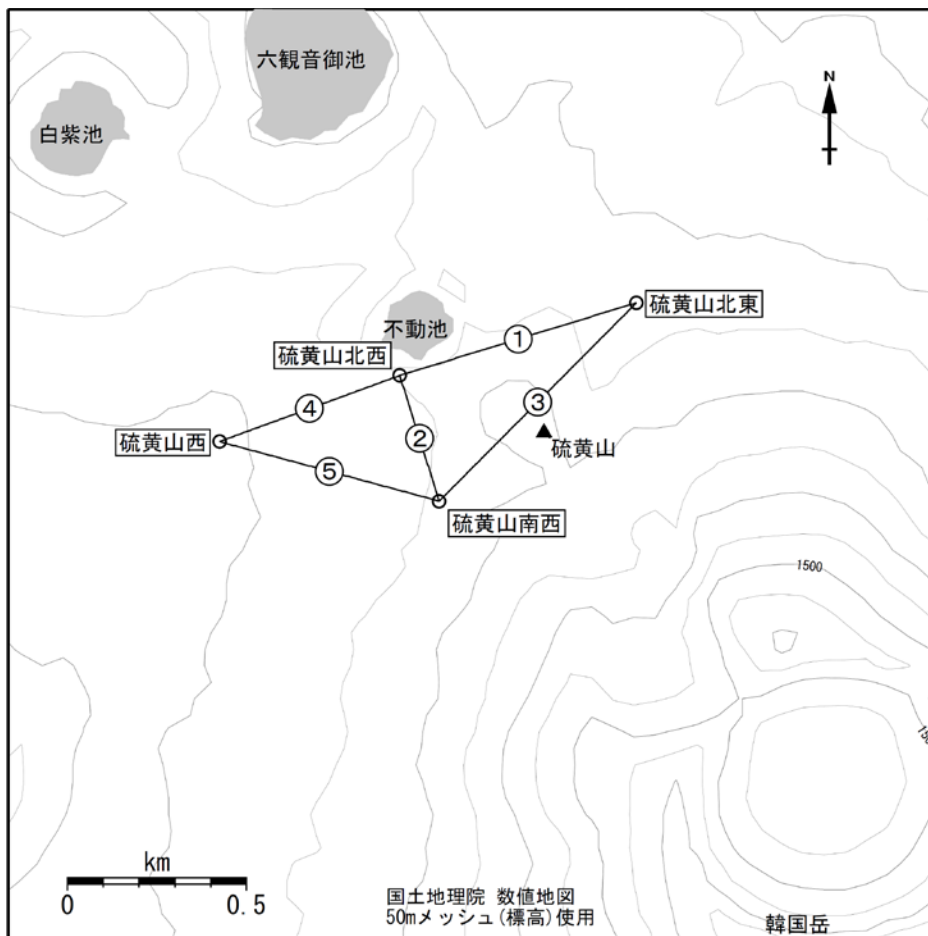 六観音御池
白紫池
N
不動池
硫黄山北東
①
硫黄山北西
③
④
②
硫黄山
硫黄山西
⑤
硫黄山南西
1500
km
0 0.5
国土地理院 数値地図
50mメッシュ(標高)使用
韓国岳